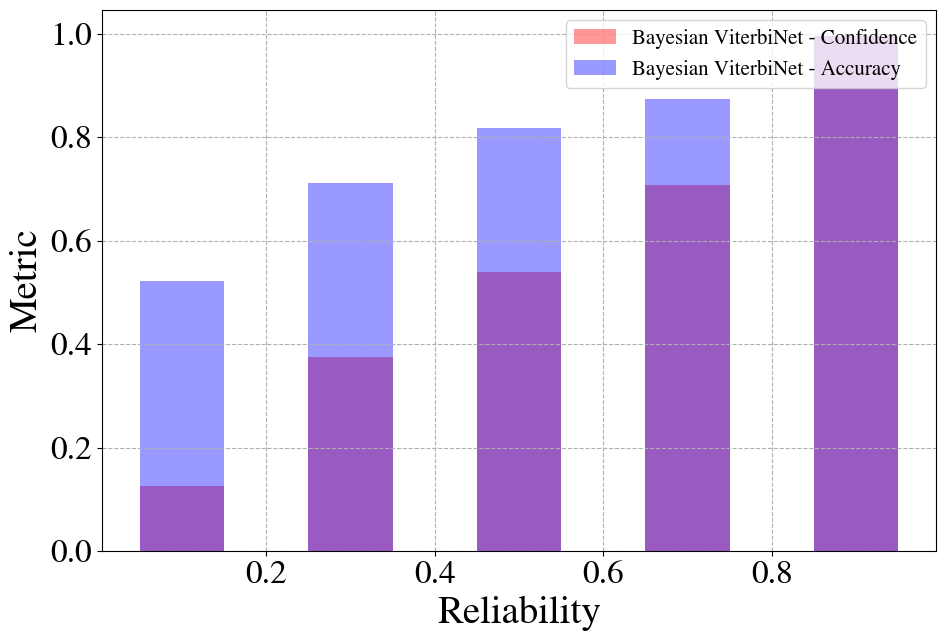 Bayesian ViterbiNet - Confidence
Bayesian ViterbiNet - Accuracy
Metric
1.0
0.8
0.6
0.4
0.2
0.0
0.2 0.4 0.6 0.8
Reliability